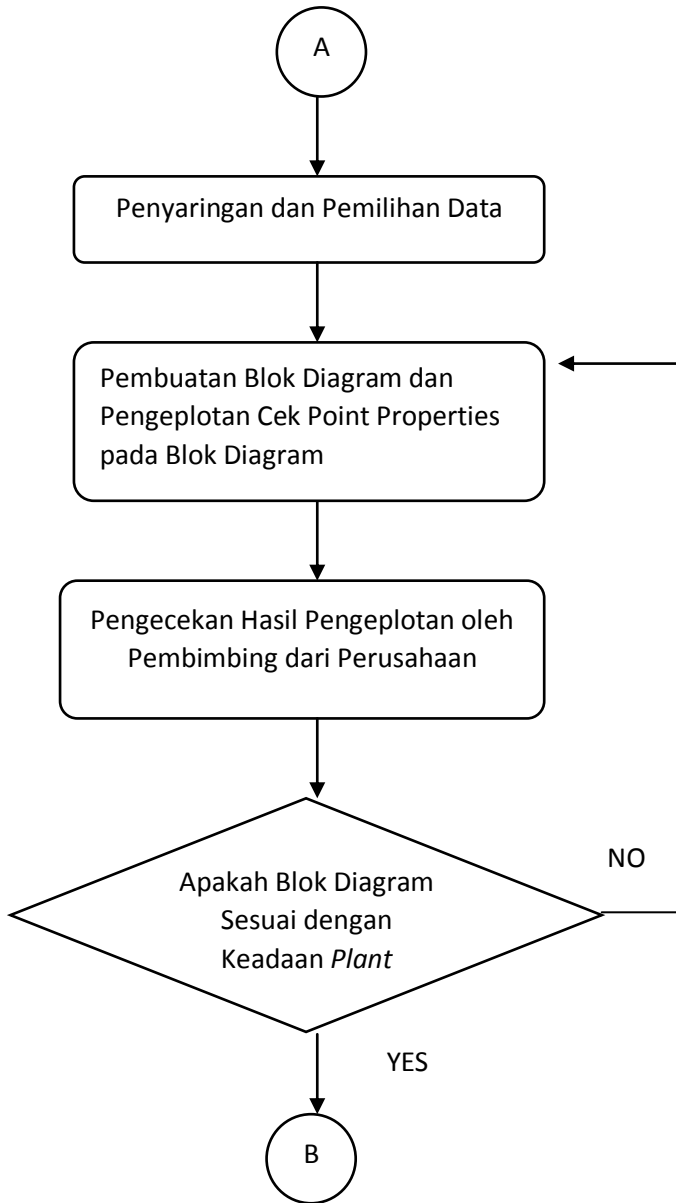 A
Penyaringan dan Pemilihan Data
Pembuatan Blok Diagram dan
Pengeplotan Cek Point Properties
pada Blok Diagram
Pengecekan Hasil Pengeplotan oleh
Pembimbing dari Perusahaan
Apakah Blok Diagram
Sesuai dengan
Keadaan Plant
NO
YES
B